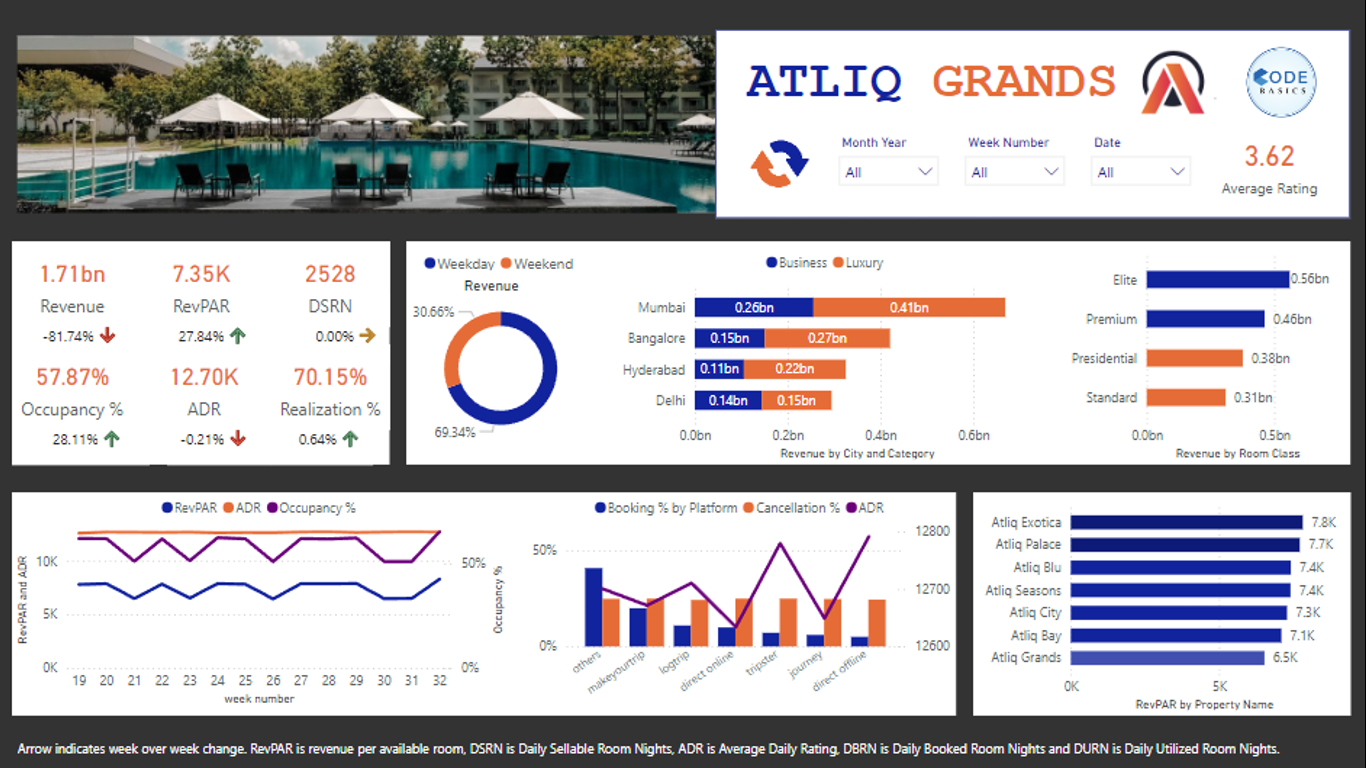 ATLIQ GRANDS
CODE
BASICS
Month Year
Week Number
Date
All
All
All
3.62
Average Rating
1.71bn
7.35K
2528
Revenue
RevPAR
DSRN
-81.74%
27.84%
0.00%
57.87%
12.70K
70.15%
Occupancy %
ADR
Realization %
28.11%
-0.21%
0.64%
Weekday Weekend
Revenue
30.66%
69.34%
Business Luxury
Mumbai 0.26bn 0.41bn
Bangalore 0.15bn 0.27bn
Hyderabad 0.11bn 0.22bn
Delhi 0.14bn 0.15bn
0.0bn 0.2bn 0.4bn 0.6bn
Revenue by City and Category
Elite 0.56bn
Premium 0.46bn
Presidential 0.38bn
Standard 0.31bn
0.0bn 0.5bn
Revenue by Room Class
RevPAR ADR Occupancy %
RevPAR and ADR
10K
5K
0K
50%
0%
Occupancy %
19 20 21 22 23 24 25 26 27 28 29 30 31 32
week number
Booking % by Platform Cancellation % ADR
50%
0%
12800
12700
12600
others
makeyourtrip
logtrip
direct online
tripster
journey
direct offline
Atliq Exotica 7.8K
Atliq Palace 7.7K
Atliq Blu 7.4K
Atliq Seasons 7.4K
Atliq City 7.3K
Atliq Bay 7.1K
Atliq Grands 6.5K
0K 5K
RevPAR by Property Name
Arrow indicates week over week change. RevPAR is revenue per available room, DSRN is Daily Sellable Room Nights, ADR is Average Daily Rating, DBRN is Daily Booked Room Nights and DURN is Daily Utilized Room Nights.